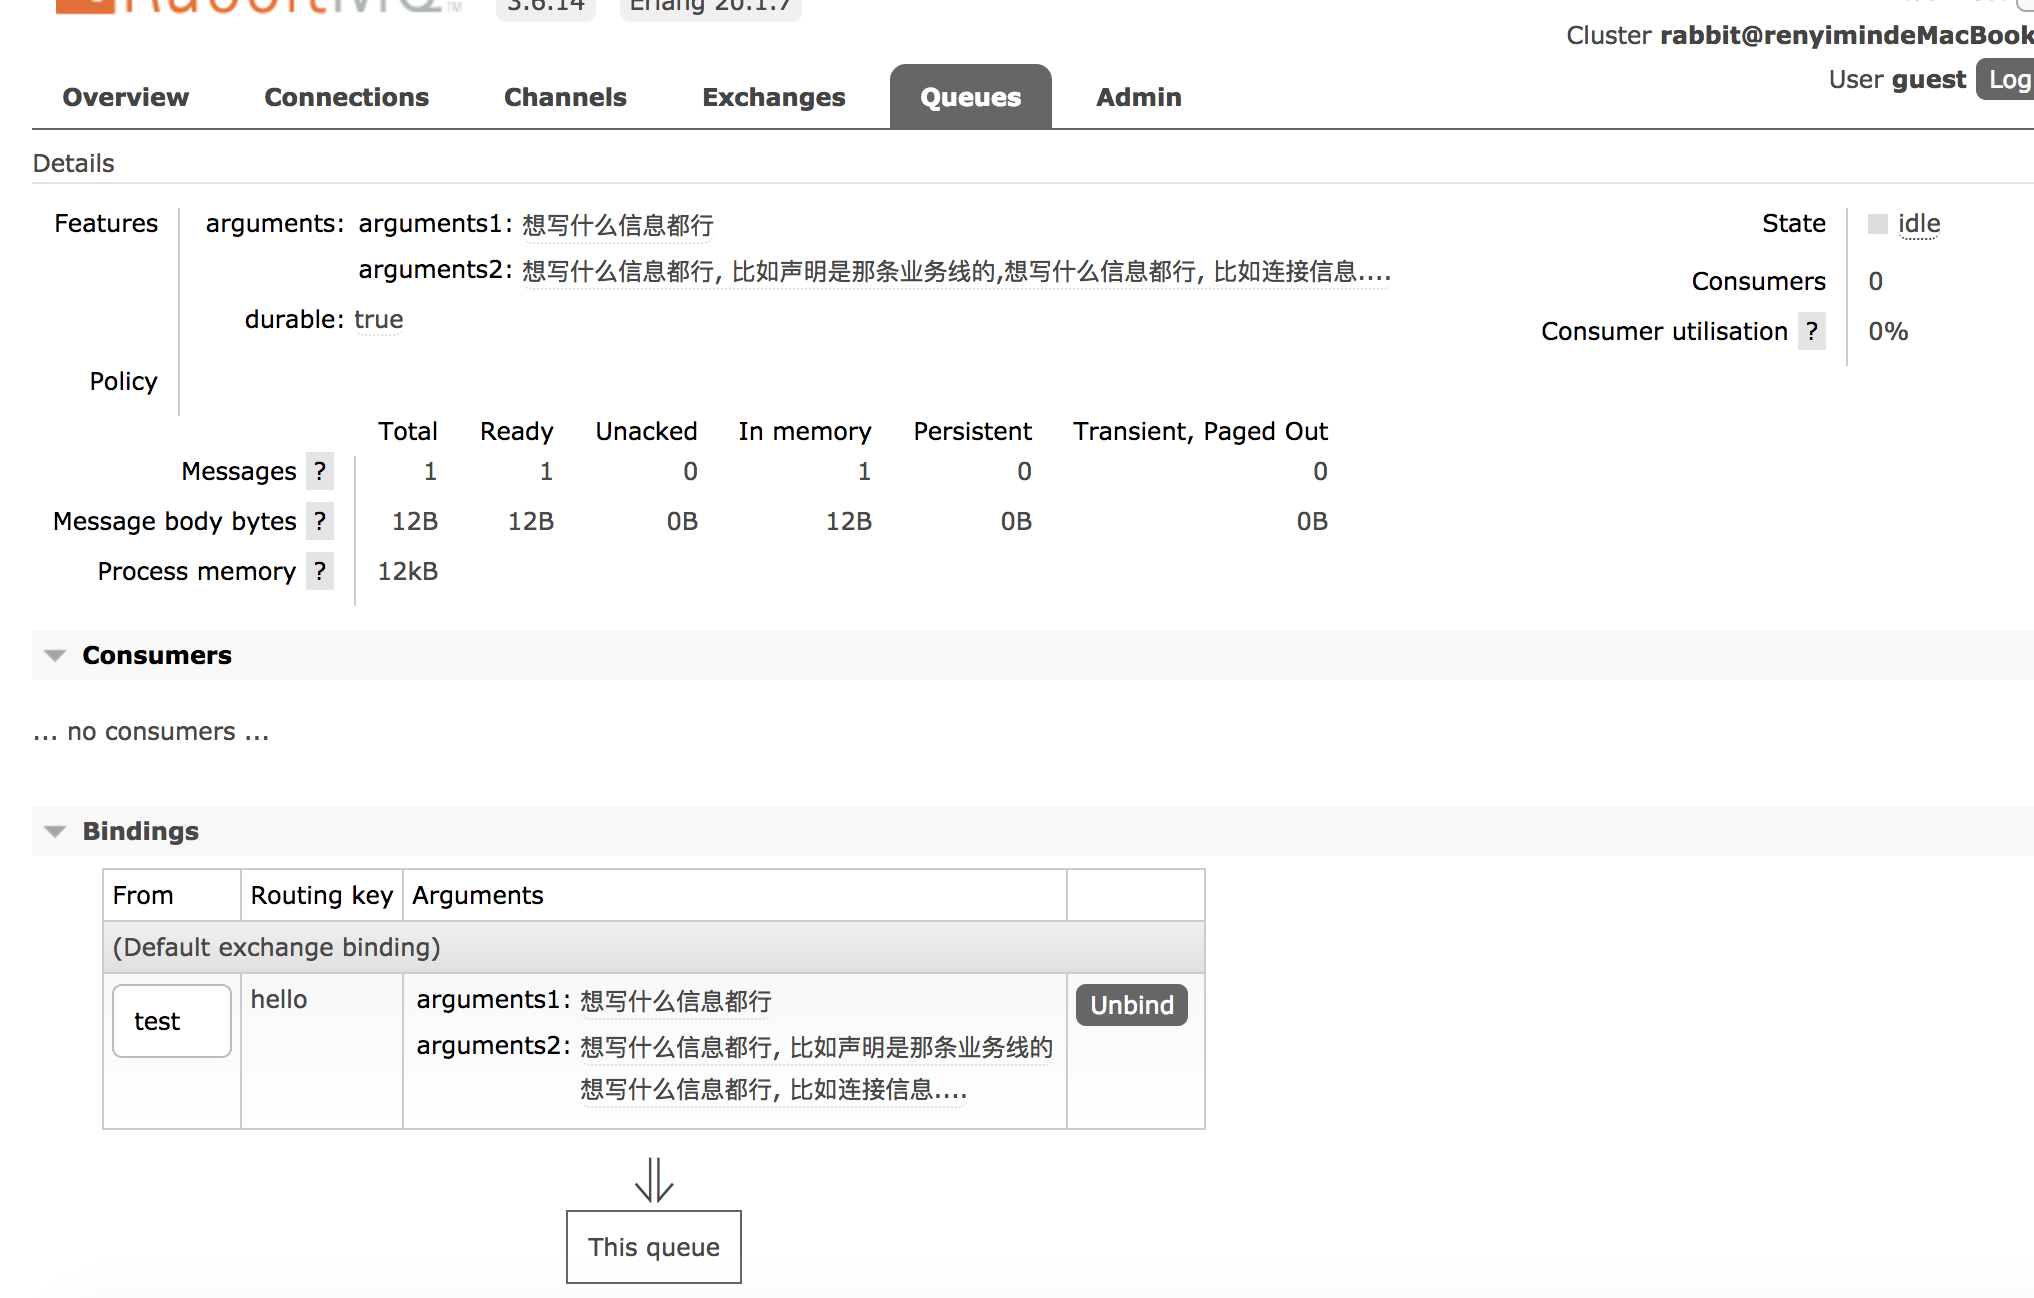 RabbitMQ TM 3.6.14 Erlang 20.1.7
Cluster rabbit@renyimindeMacBook
User guest Log
Overview Connections Channels Exchanges Queues Admin
Details
Features arguments: arguments1: 想写什么信息都行 State idle
arguments2: 想写什么信息都行, 比如声明是那条业务线的,想写什么信息都行, 比如连接信息.... Consumers 0
durable: true Consumer utilisation ? 0%
Policy
Total Ready Unacked In memory Persistent Transient, Paged Out
Messages ? 1 1 0 1 0 0
Message body bytes ? 12B 12B 0B 12B 0B 0B
Process memory ? 12kB
Consumers
... no consumers ...
Bindings
From Routing key Arguments
(Default exchange binding)
test hello arguments1: 想写什么信息都行 Unbind
arguments2: 想写什么信息都行, 比如声明是那条业务线的
想写什么信息都行, 比如连接信息....
This queue